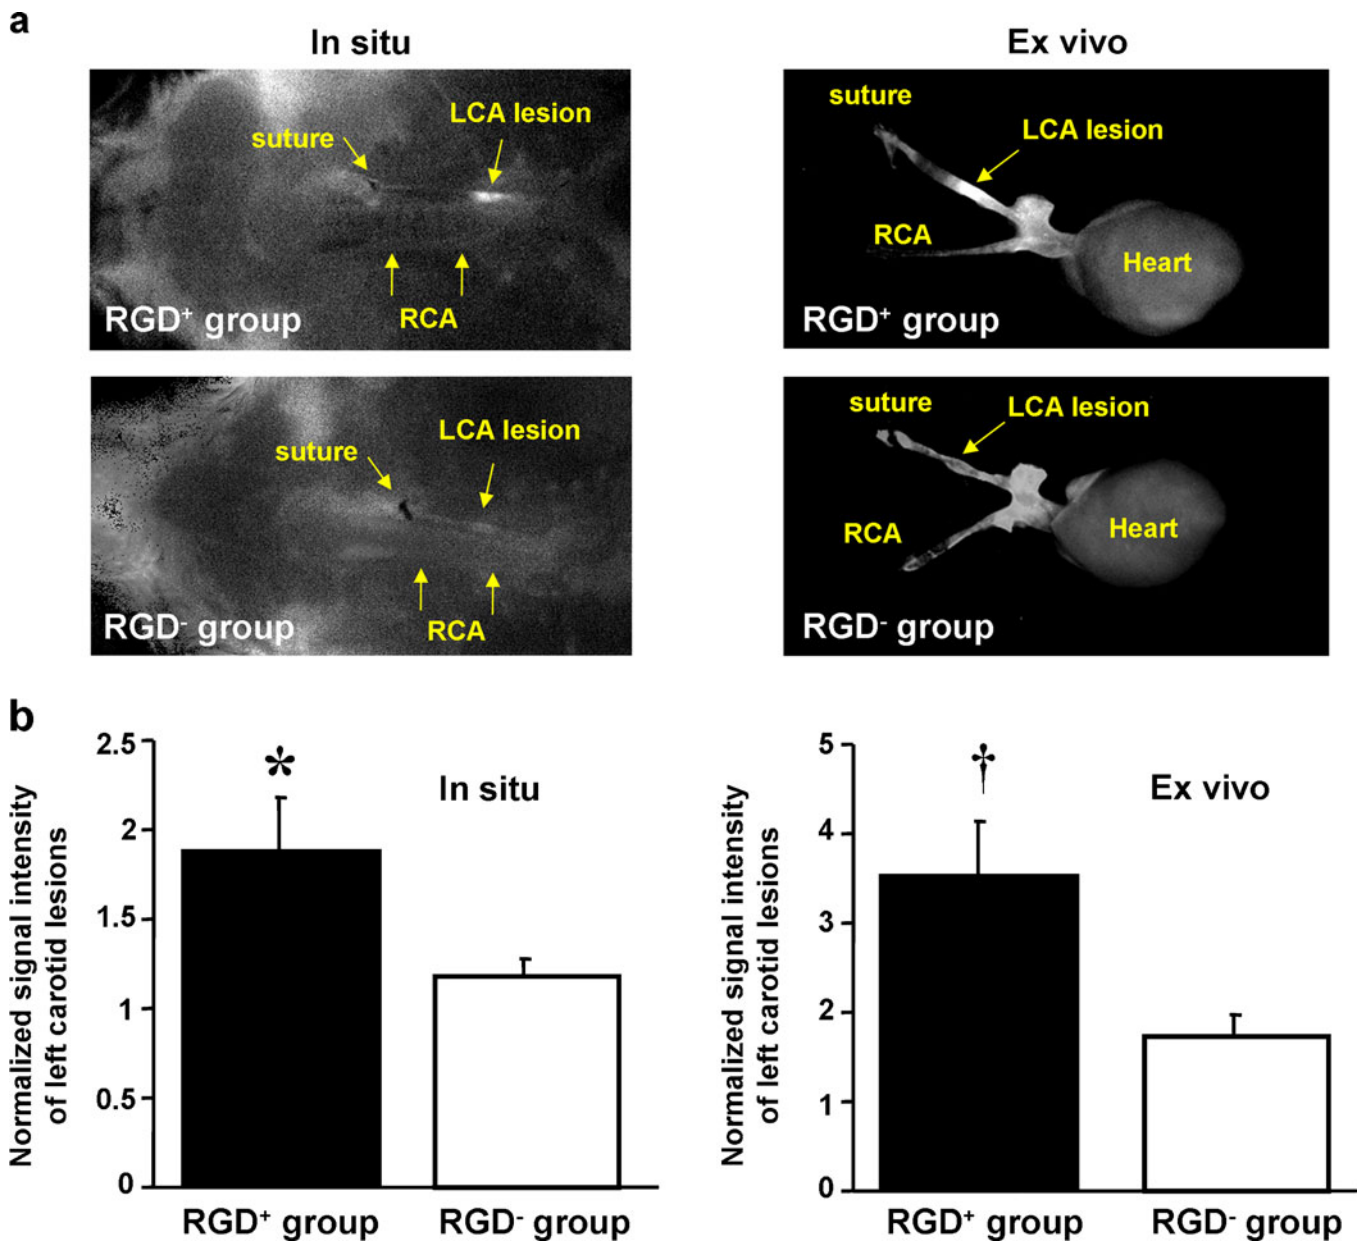 a
In situ
Ex vivo
suture
LCA lesion
RCA
RGD⁺ group
suture
LCA lesion
RCA
Heart
RGD⁺ group
suture
LCA lesion
RCA
RGD⁻ group
suture
LCA lesion
RCA
Heart
RGD⁻ group
b
Normalized signal intensity
of left carotid lesions
2.5
2
1.5
1
0.5
0
*
In situ
RGD⁺ group
RGD⁻ group
Normalized signal intensity
of left carotid lesions
5
4
3
2
1
0
†
Ex vivo
RGD⁺ group
RGD⁻ group